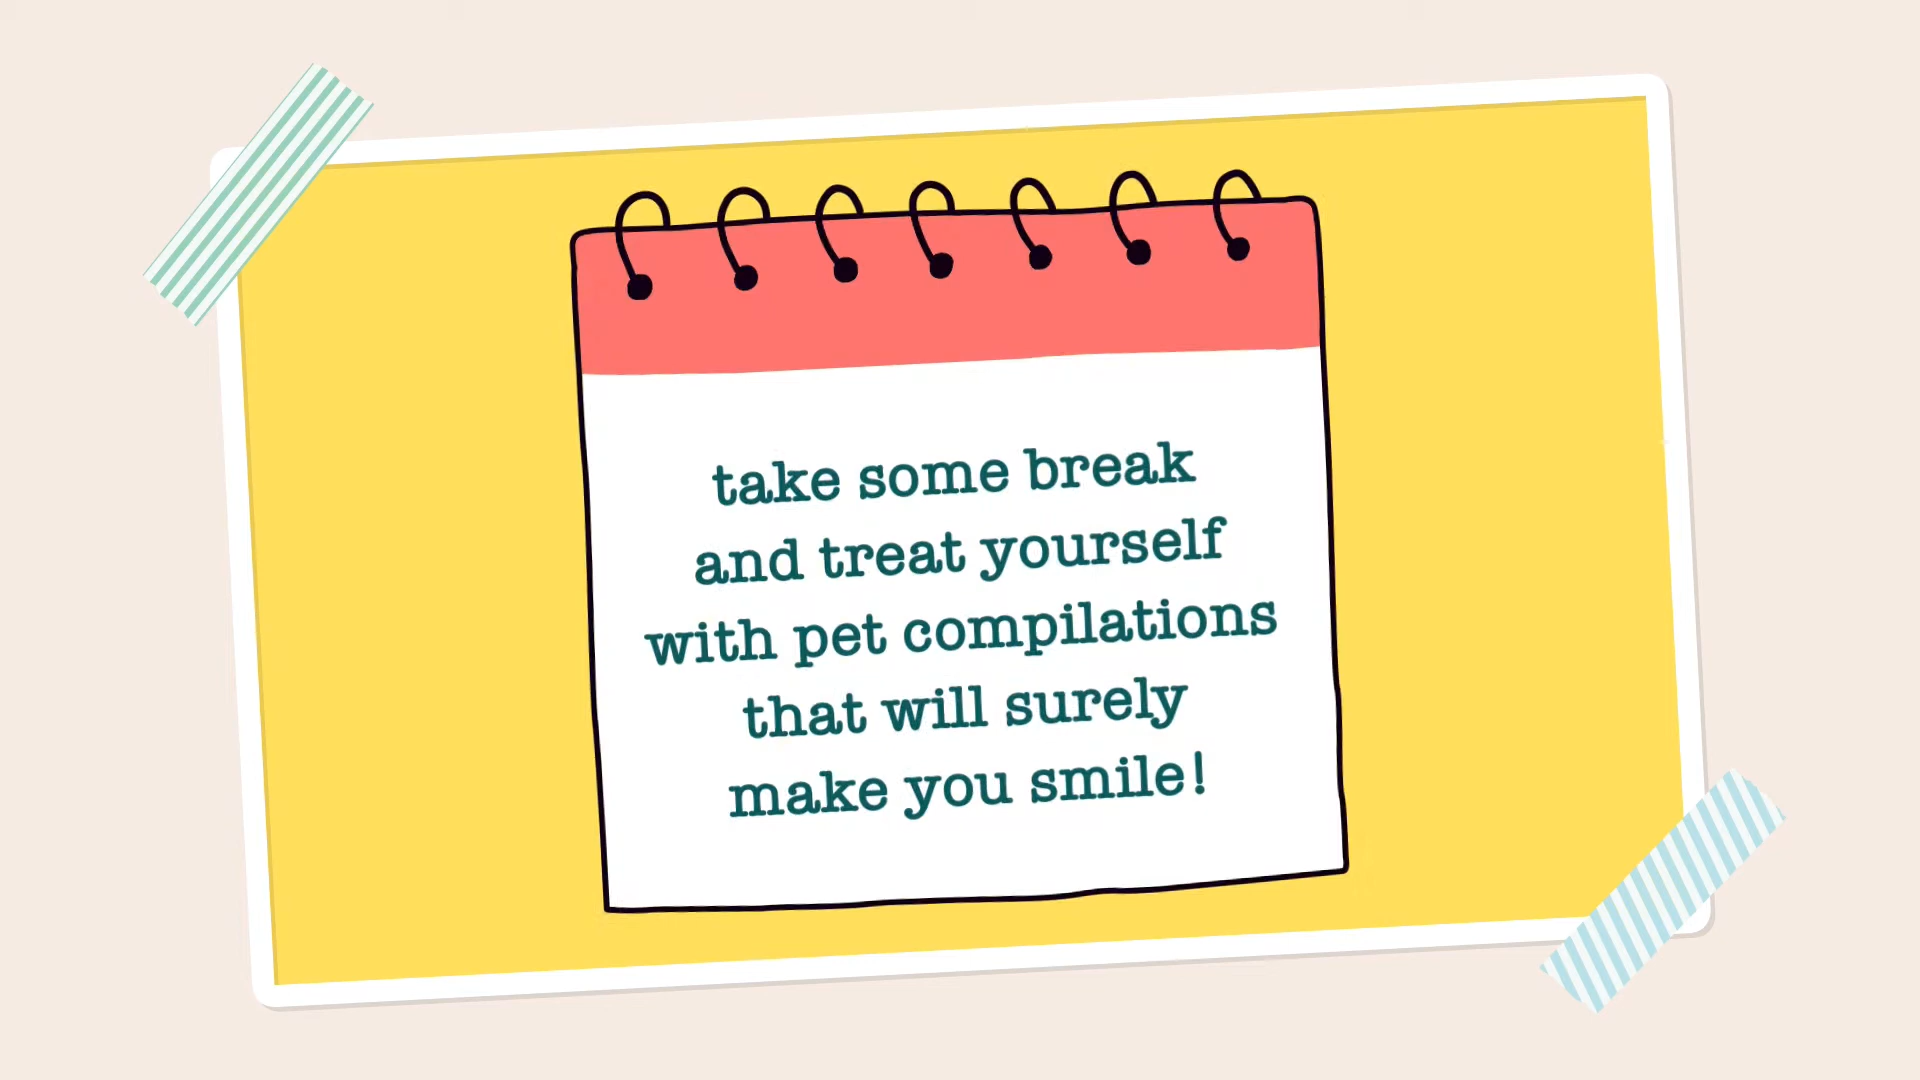 take some break
and treat yourself
with pet compilations
that will surely
make you smile!